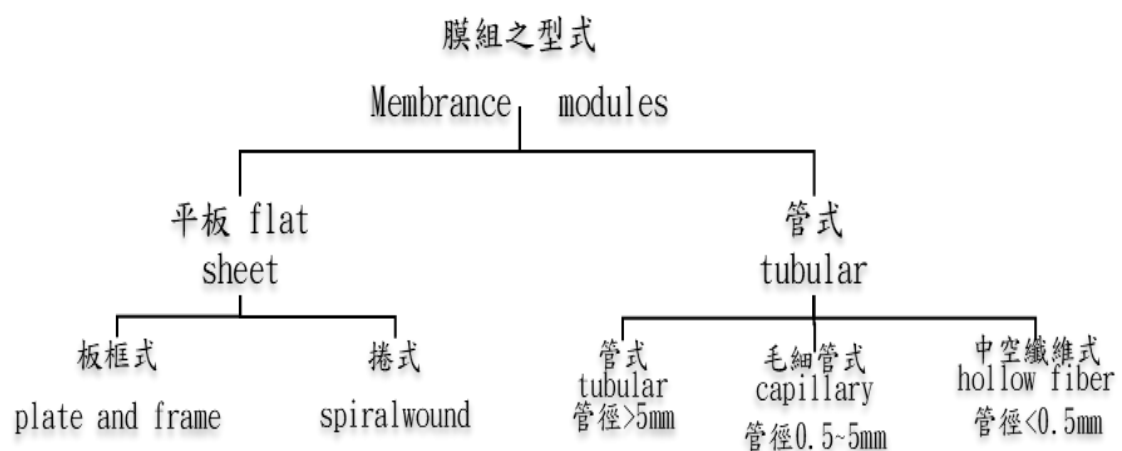 膜組之型式
Membrance modules
平板 flat
sheet
管式
tubular
板框式
plate and frame
捲式
spiralwound
管式
tubular
管徑>5mm
毛細管式
capillary
管徑0.5~5mm
中空纖維式
hollow fiber
管徑<0.5mm